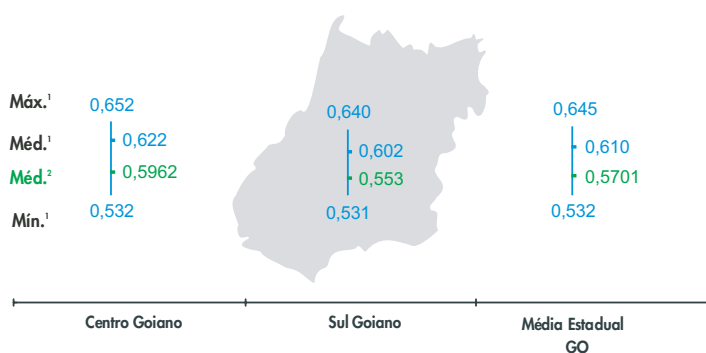 Máx.¹ 0,652 0,640 0,645
Méd.¹ 0,622 0,602 0,610
Méd.² 0,5962 0,553 0,5701
Mín.¹ 0,532 0,531 0,532
Centro Goiano Sul Goiano Média Estadual
GO